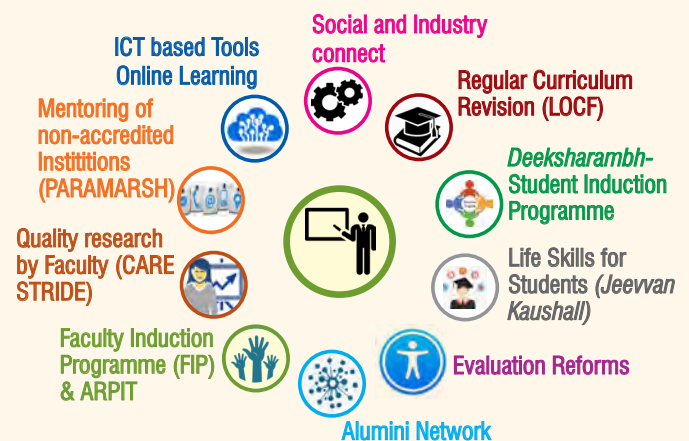 Social and Industry
connect
ICT based Tools
Online Learning
Regular Curriculum
Revision (LOCF)
Mentoring of
non-accredited
Instititions
(PARAMARSH)
Deeksharambh-
Student Induction
Programme
Quality research
by Faculty (CARE
STRIDE)
Life Skills for
Students (Jeevvan
Kaushall)
Faculty Induction
Programme (FIP)
& ARPIT
Evaluation Reforms
Alumini Network